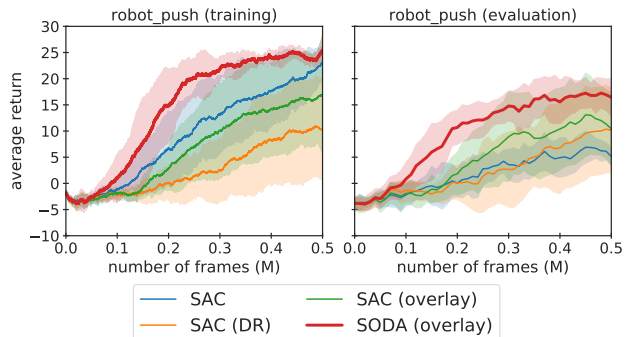 robot_push (training)
robot_push (evaluation)
average return
30
25
20
15
10
5
0
−5
−10
0.0 0.1 0.2 0.3 0.4 0.5
0.0 0.1 0.2 0.3 0.4 0.5
number of frames (M)
number of frames (M)
SAC
SAC (DR)
SAC (overlay)
SODA (overlay)